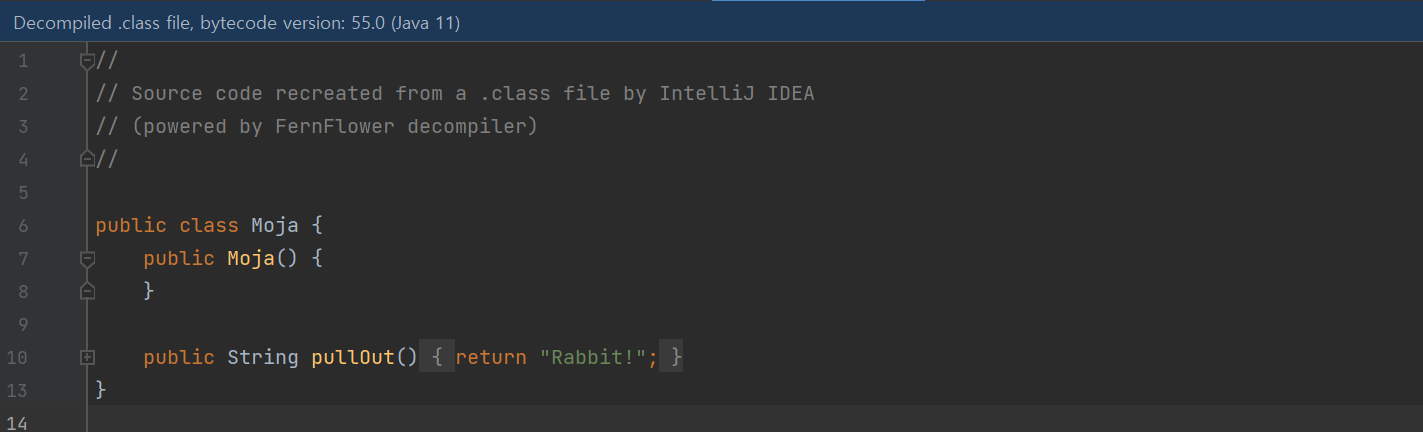 Decompiled .class file, bytecode version: 55.0 (Java 11)
1 //
2 // Source code recreated from a .class file by IntelliJ IDEA
3 // (powered by FernFlower decompiler)
4 //
5
6 public class Moja {
7     public Moja() {
8     }
9
10     public String pullOut() { return "Rabbit!"; }
13 }
14